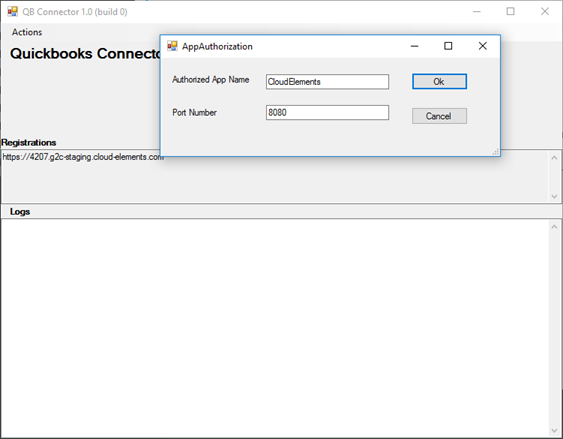 QB Connector 1.0 (build 0)
Actions
Quickbooks Connecto
AppAuthorization
Authorized App Name
CloudElements
Ok
Port Number
8080
Cancel
Registrations
https://4207.g2c-staging.cloud-elements.com
Logs